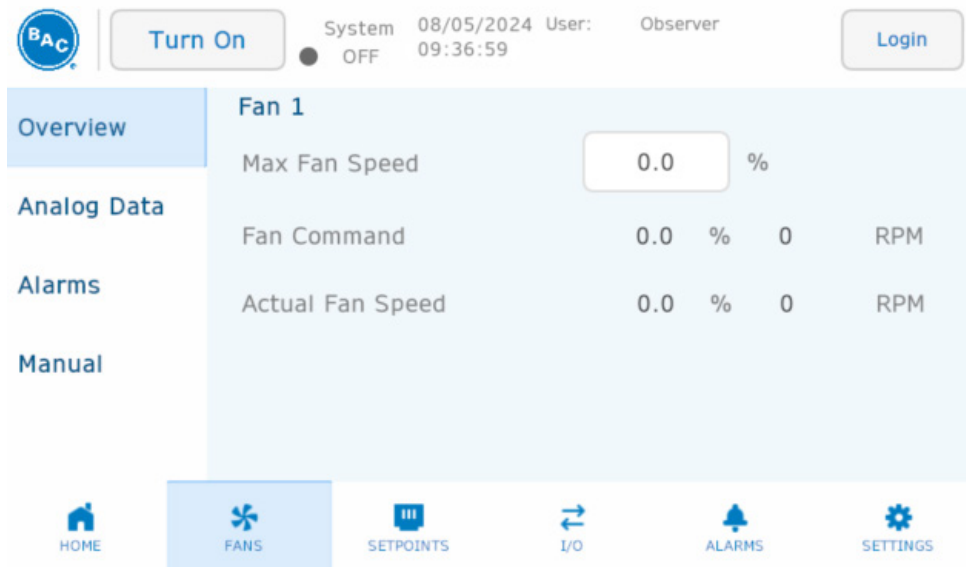 BAC
Turn On
System
OFF
08/05/2024
09:36:59
User:
Observer
Login
Overview
Analog Data
Alarms
Manual
Fan 1
Max Fan Speed 0.0 %
Fan Command 0.0 % 0 RPM
Actual Fan Speed 0.0 % 0 RPM
HOME
FANS
SETPOINTS
I/O
ALARMS
SETTINGS